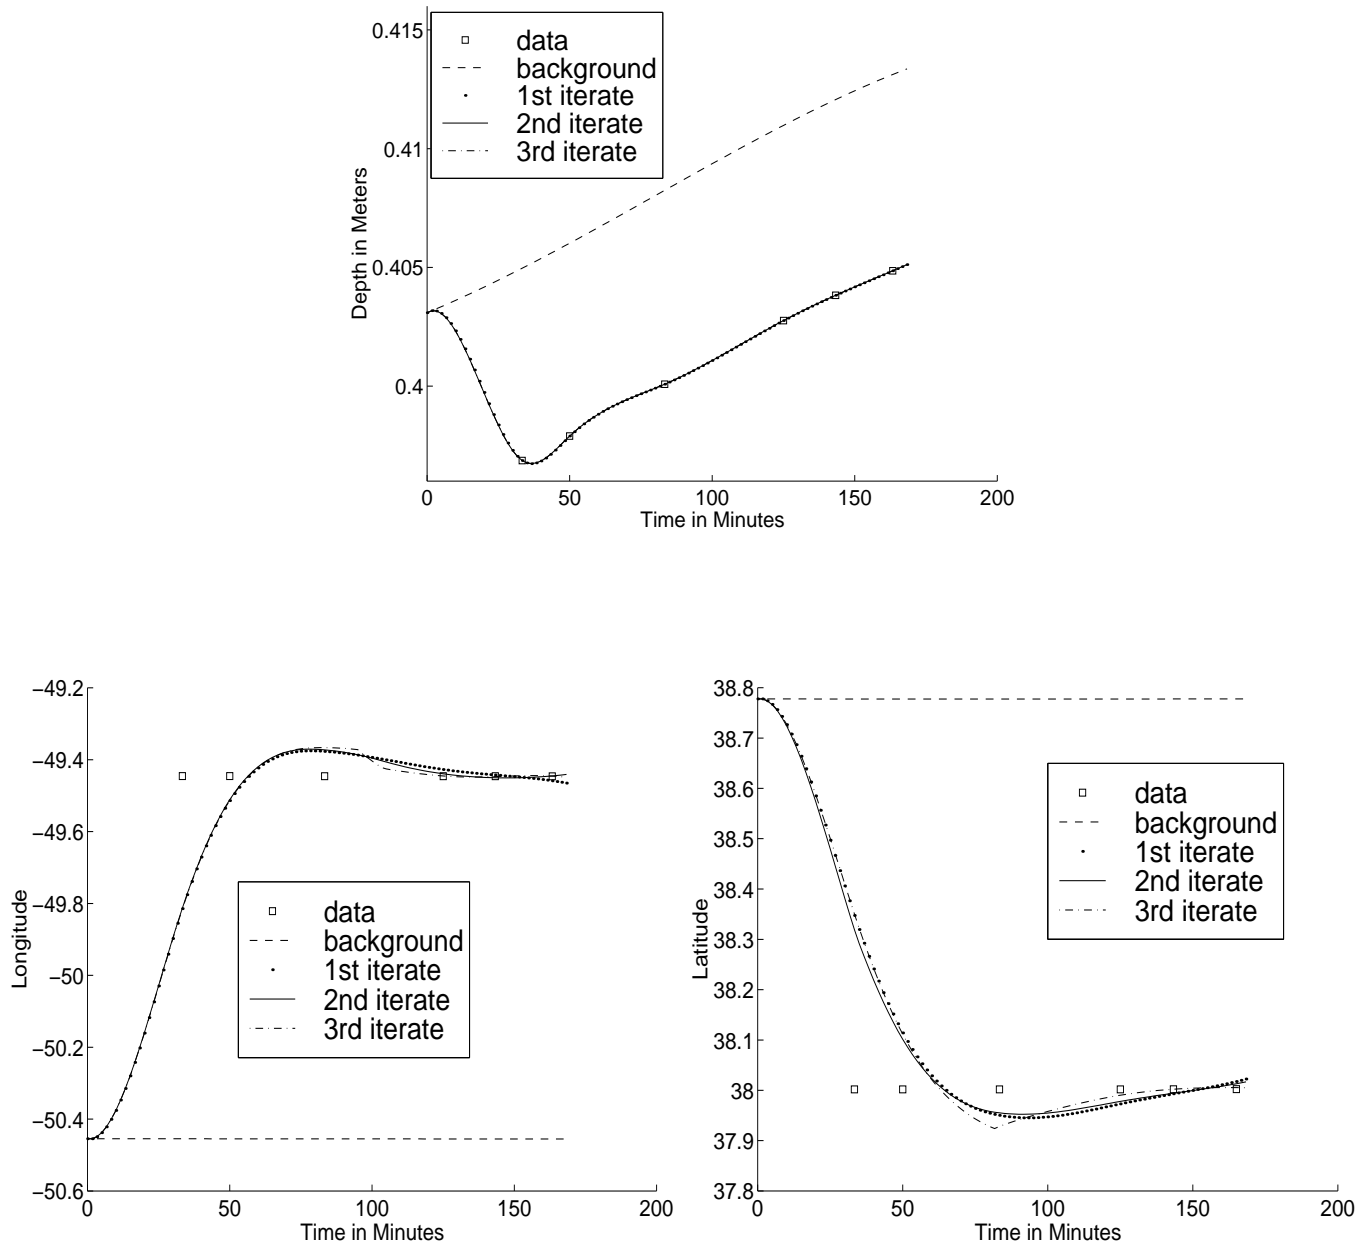 0.415
0.41
0.405
0.4
Depth in Meters
data
background
1st iterate
2nd iterate
3rd iterate
0
50
100
150
200
Time in Minutes
−49.2
−49.4
−49.6
−49.8
−50
−50.2
−50.4
−50.6
Longitude
data
background
1st iterate
2nd iterate
3rd iterate
0
50
100
150
200
Time in Minutes
38.8
38.7
38.6
38.5
38.4
38.3
38.2
38.1
38
37.9
37.8
Latitude
data
background
1st iterate
2nd iterate
3rd iterate
0
50
100
150
200
Time in Minutes